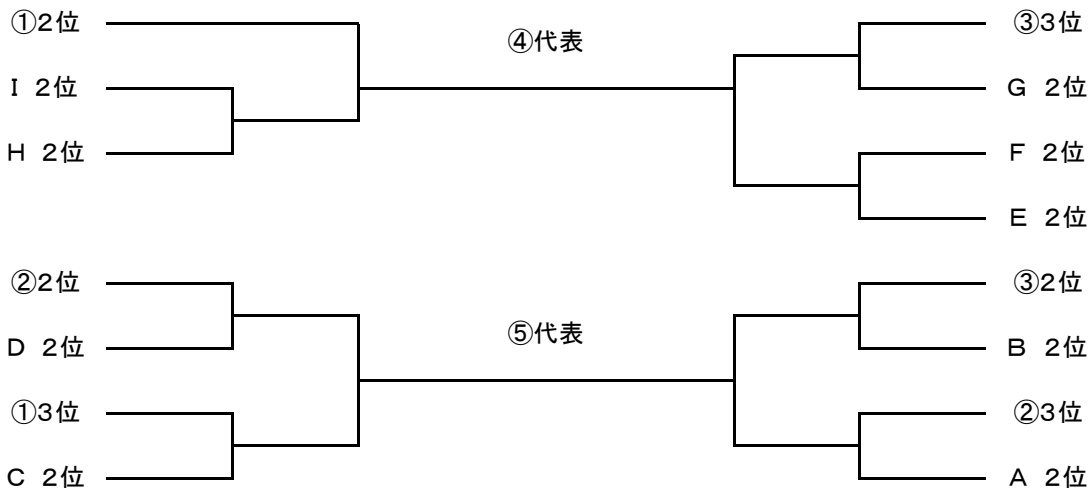 ①2位
④代表
③3位
I 2位
G 2位
H 2位
F 2位
E 2位
②2位
③2位
⑤代表
D 2位
B 2位
①3位
②3位
C 2位
A 2位